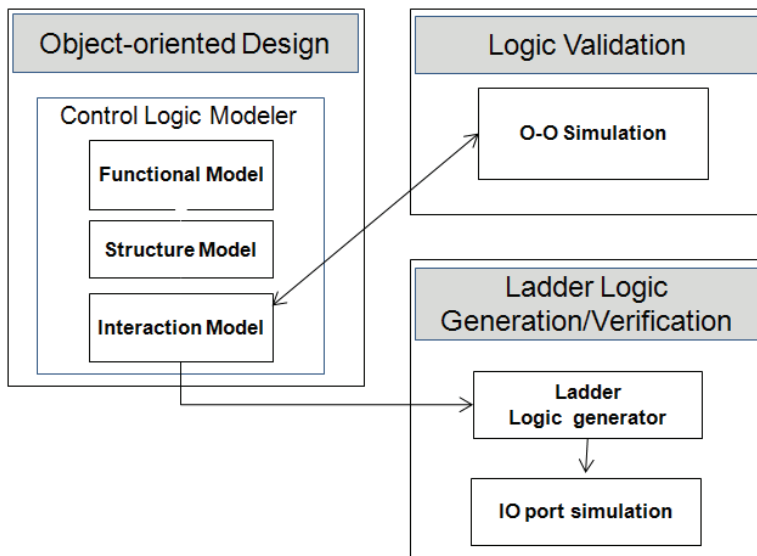 Object-oriented Design
Control Logic Modeler
Functional Model
Structure Model
Interaction Model
Logic Validation
O-O Simulation
Ladder Logic
Generation/Verification
Ladder
Logic generator
IO port simulation